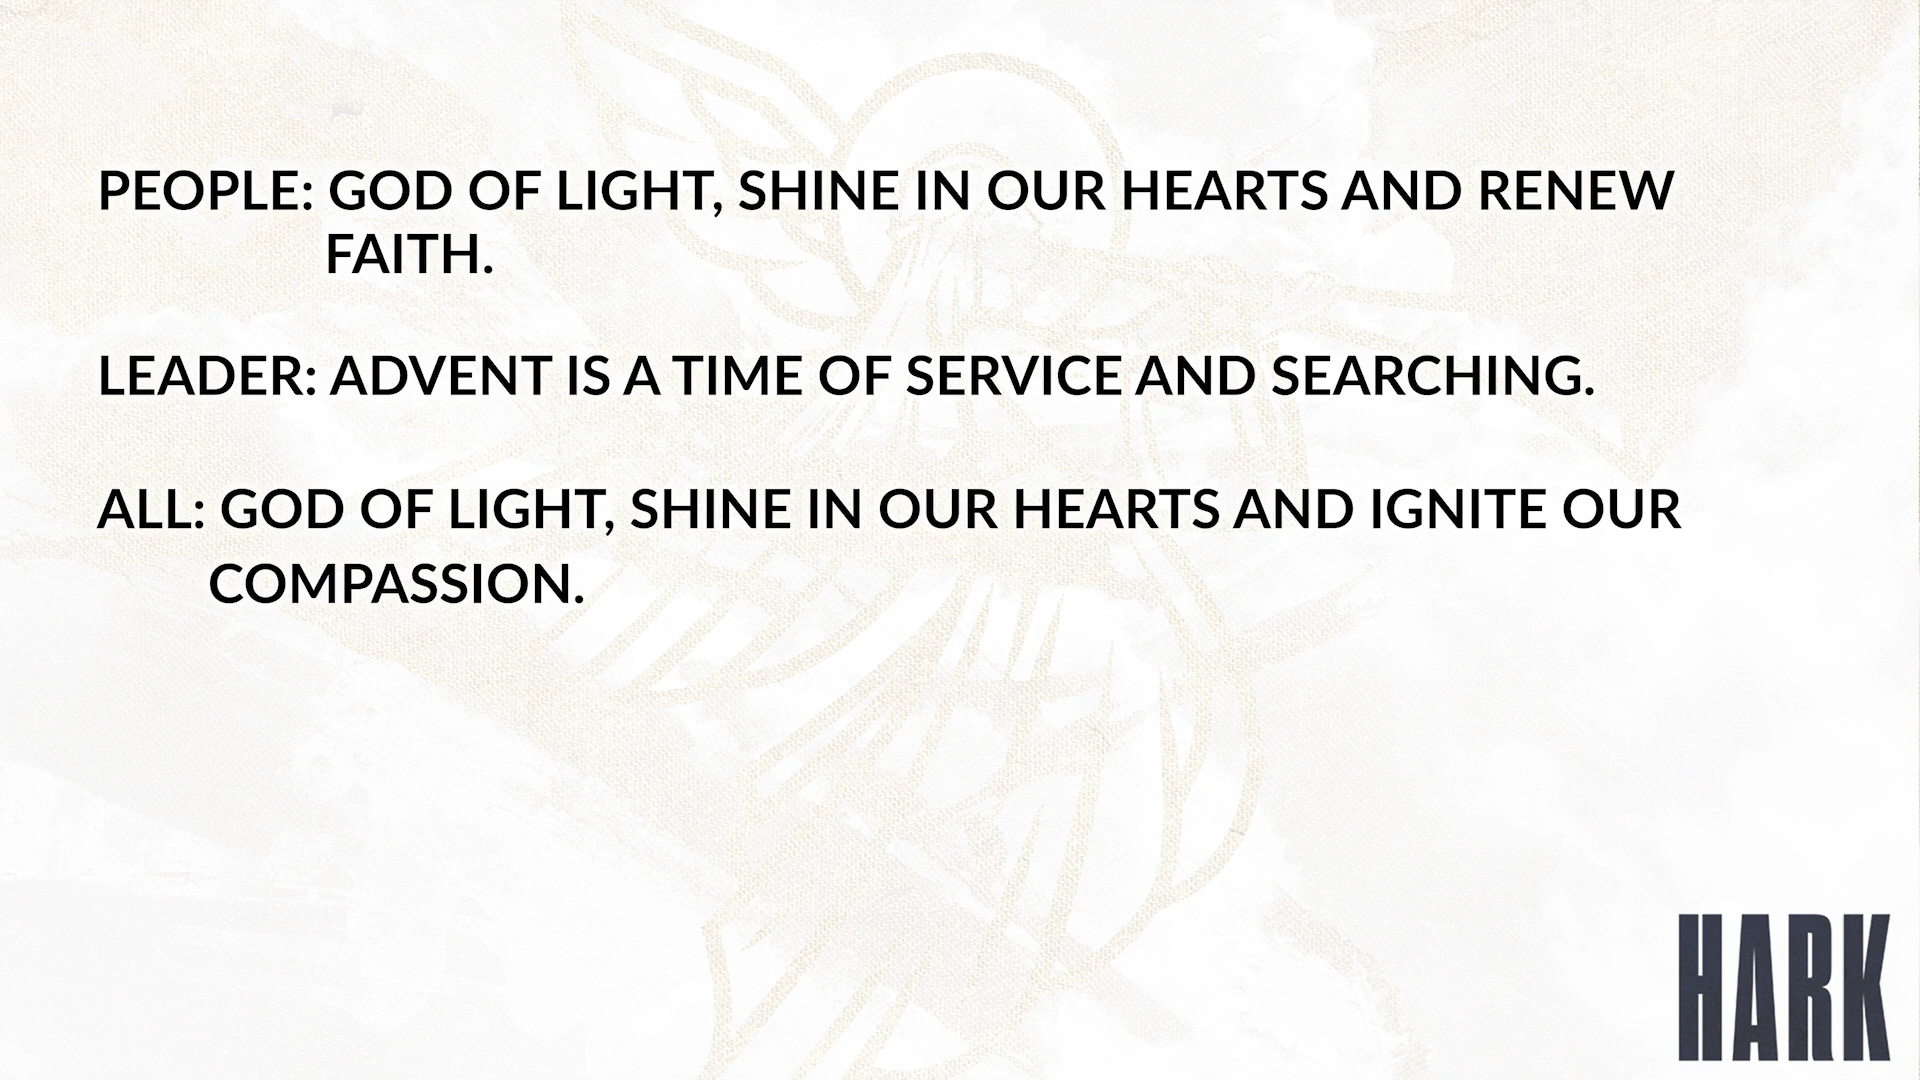 PEOPLE: GOD OF LIGHT, SHINE IN OUR HEARTS AND RENEW
FAITH.
LEADER: ADVENT IS A TIME OF SERVICE AND SEARCHING.
ALL: GOD OF LIGHT, SHINE IN OUR HEARTS AND IGNITE OUR
COMPASSION.
HARK